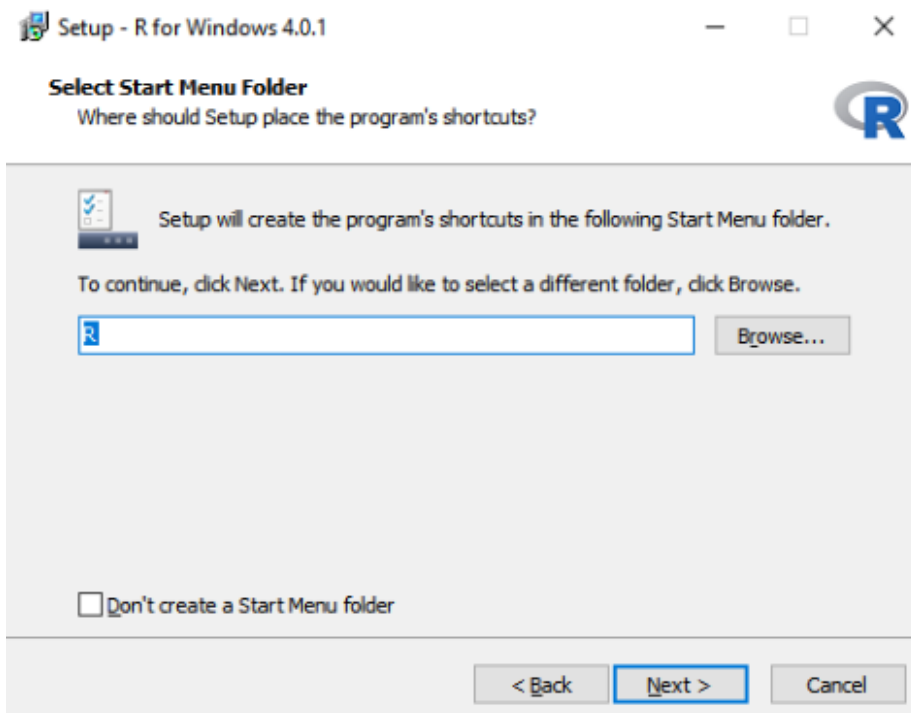 Setup - R for Windows 4.0.1
Select Start Menu Folder
Where should Setup place the program's shortcuts?
R
Setup will create the program's shortcuts in the following Start Menu folder.
To continue, click Next. If you would like to select a different folder, click Browse.
R
Browse...
Don't create a Start Menu folder
< Back
Next >
Cancel